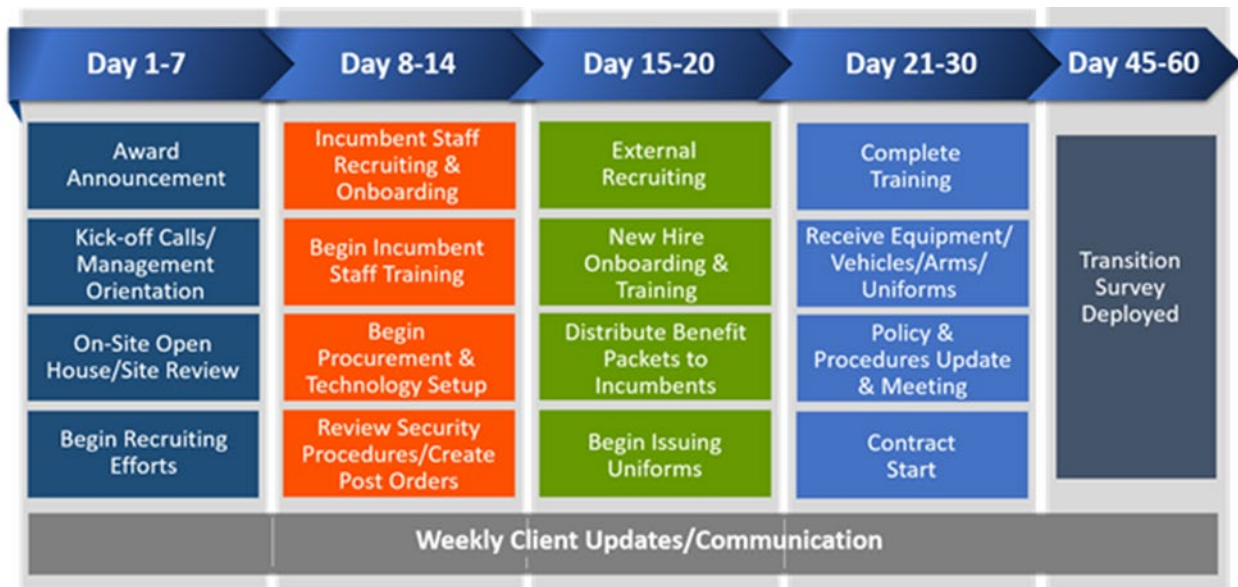 Day 1-7
Day 8-14
Day 15-20
Day 21-30
Day 45-60
Award
Announcement
Kick-off Calls/
Management
Orientation
On-Site Open
House/Site Review
Begin Recruiting
Efforts
Incumbent Staff
Recruiting &
Onboarding
Begin Incumbent
Staff Training
Begin
Procurement &
Technology Setup
Review Security
Procedures/Create
Post Orders
External
Recruiting
New Hire
Onboarding &
Training
Distribute Benefit
Packets to
Incumbents
Begin Issuing
Uniforms
Complete
Training
Receive Equipment/
Vehicles/Arms/
Uniforms
Policy &
Procedures Update
& Meeting
Contract
Start
Transition
Survey
Deployed
Weekly Client Updates/Communication